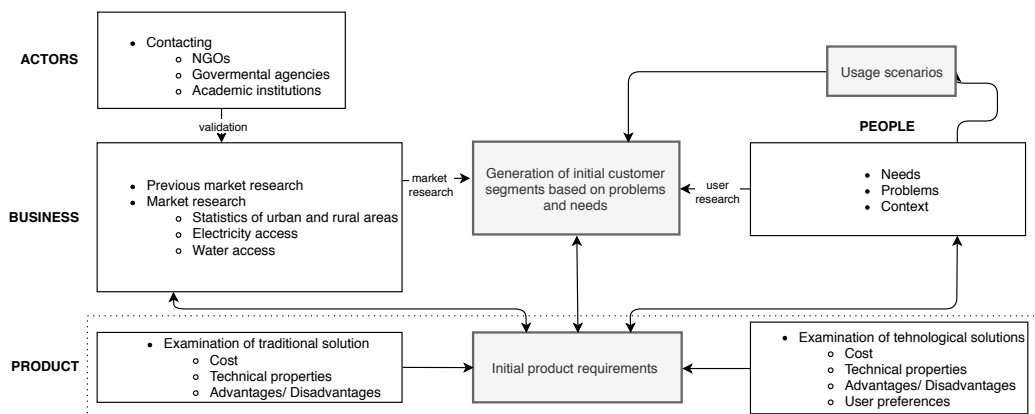 ACTORS
• Contacting
○ NGOs
○ Govermental agencies
○ Academic institutions
validation
BUSINESS
• Previous market research
• Market research
○ Statistics of urban and rural areas
○ Electricity access
○ Water access
market
research
Generation of initial customer
segments based on problems
and needs
Usage scenarios
PEOPLE
user
research
• Needs
• Problems
• Context
PRODUCT
• Examination of traditional solution
○ Cost
○ Technical properties
○ Advantages/ Disadvantages
Initial product requirements
• Examination of tehnological solutions
○ Cost
○ Technical properties
○ Advantages/ Disadvantages
○ User preferences